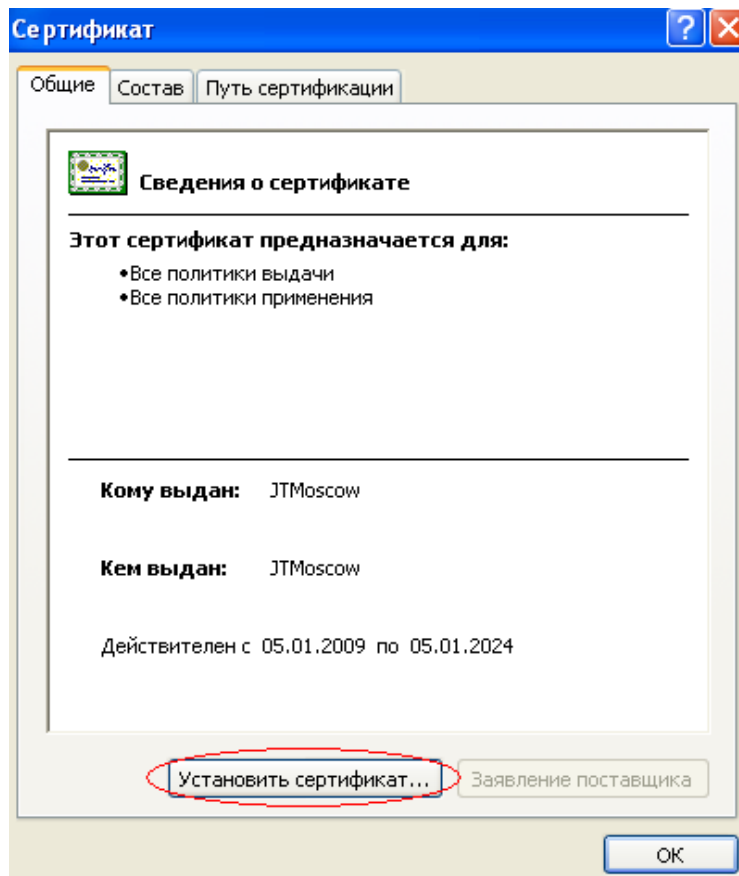 Сертификат
Общие
Состав
Путь сертификации
Сведения о сертификате
Этот сертификат предназначается для:
•Все политики выдачи
•Все политики применения
Кому выдан: JTMoscow
Кем выдан: JTMoscow
Действителен с 05.01.2009 по 05.01.2024
Установить сертификат...
Заявление поставщика
ОК